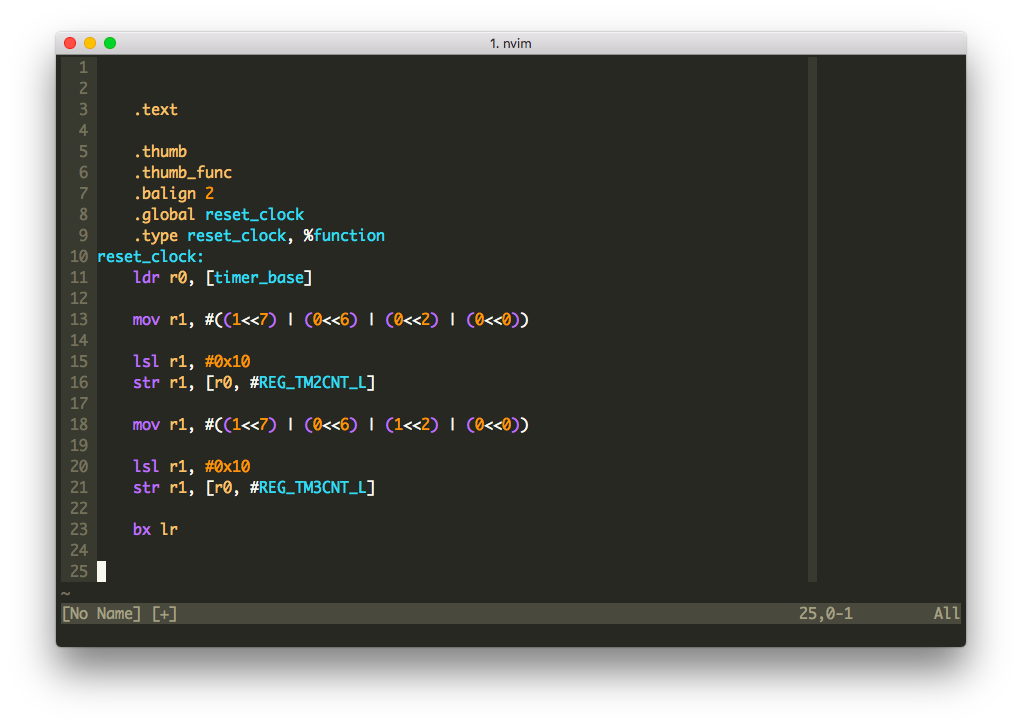 1. nvim
1
2
3 .text
4
5 .thumb
6 .thumb_func
7 .balign 2
8 .global reset_clock
9 .type reset_clock, %function
10 reset_clock:
11 ldr r0, [timer_base]
12
13 mov r1, #((1<<7) | (0<<6) | (0<<2) | (0<<0))
14
15 lsl r1, #0x10
16 str r1, [r0, #REG_TM2CNT_L]
17
18 mov r1, #((1<<7) | (0<<6) | (1<<2) | (0<<0))
19
20 lsl r1, #0x10
21 str r1, [r0, #REG_TM3CNT_L]
22
23 bx lr
24
25
~
[No Name] [+] 25,0-1 All